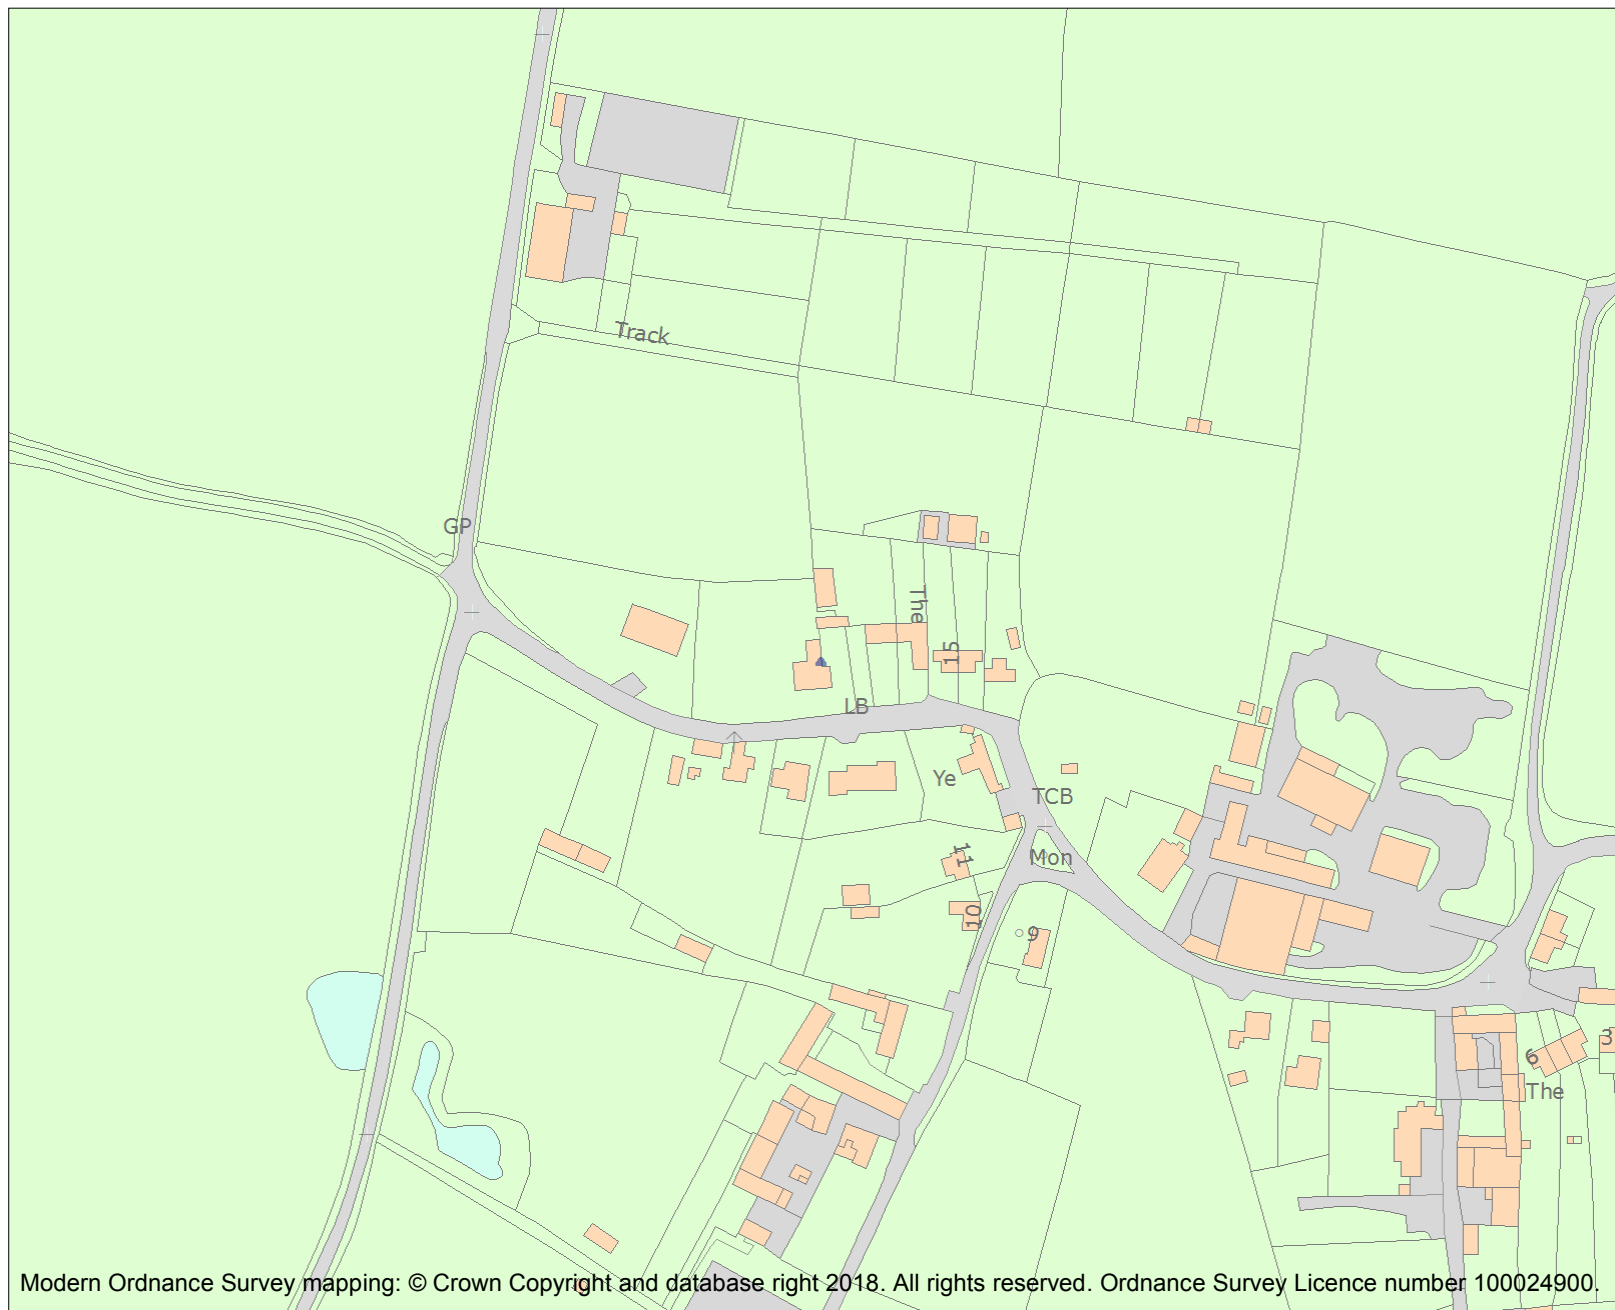 Track
GP
The
15
LB
Ye
TCB
11
Mon
10
9
3
6
The
Modern Ordnance Survey mapping: © Crown Copyright and database right 2018. All rights reserved. Ordnance Survey Licence number 100024900.